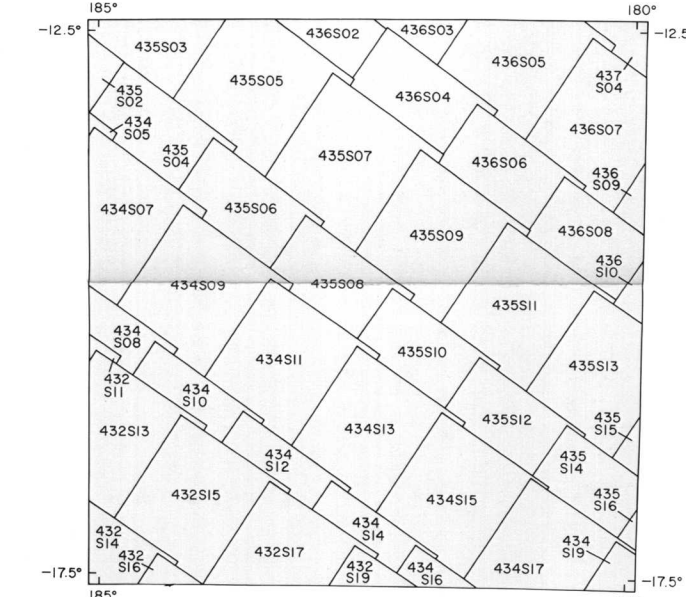 185°
180°
−12.5°
−12.5
436S02
436S03
435S03
436S05
437
S04
435S05
435
S02
436S04
434
S05
436S07
435
S04
435S07
436S06
436
S09
434S07
435S06
435S09
436S08
436
S10
434S09
435S08
435S11
434
S08
434S11
435S10
435S13
432
S11
434
S10
432S13
434S13
435S12
435
S15
434
S12
435
S14
432S15
434S15
435
S16
434
S14
432
S14
432
S16
432S17
434
S19
432
S19
434
S16
434S17
−17.5°
−17.5°
185°